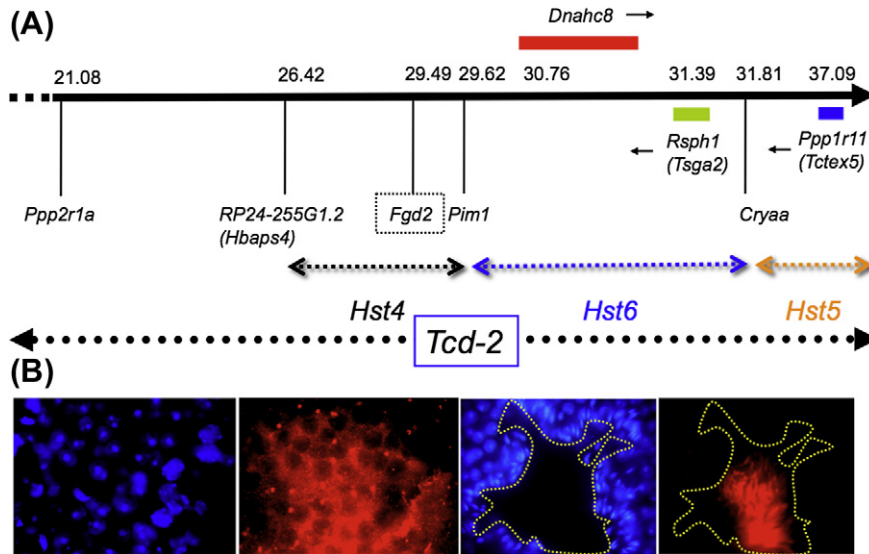 (A)
Dnahc8 →
21.08 26.42 29.49 29.62 30.76 31.39 31.81 37.09
Rsph1 Ppp1r11
(Tsga2) (Tctex5)
Ppp2r1a RP24-255G1.2 Fgd2 Pim1 Cryaa
(Hbaps4)
Hst4 Hst6 Hst5
Tcd-2
(B)